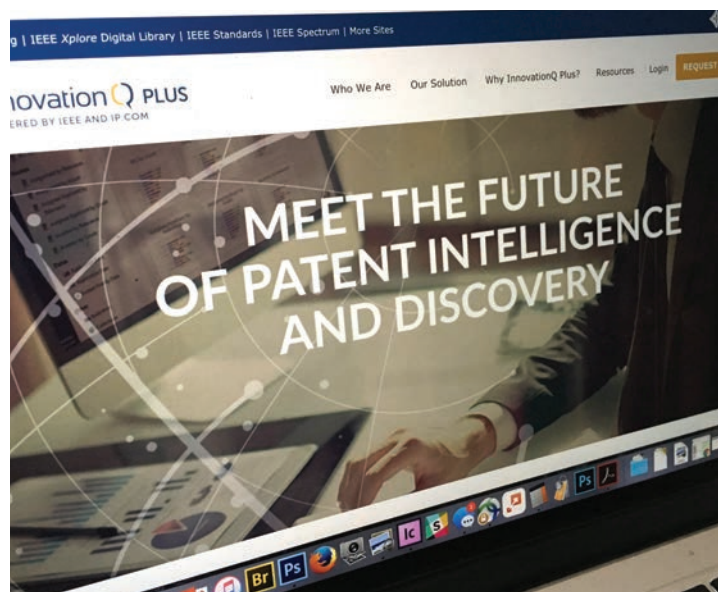 g | IEEE Xplore Digital Library | IEEE Standards | IEEE Spectrum | More Sites
novation Q PLUS
ERED BY IEEE AND IP.COM
Who We Are Our Solution Why InnovationQ Plus? Resources Login REQUEST
MEET THE FUTURE
OF PATENT INTELLIGENCE
AND DISCOVERY
Br Ps Ic S Ps